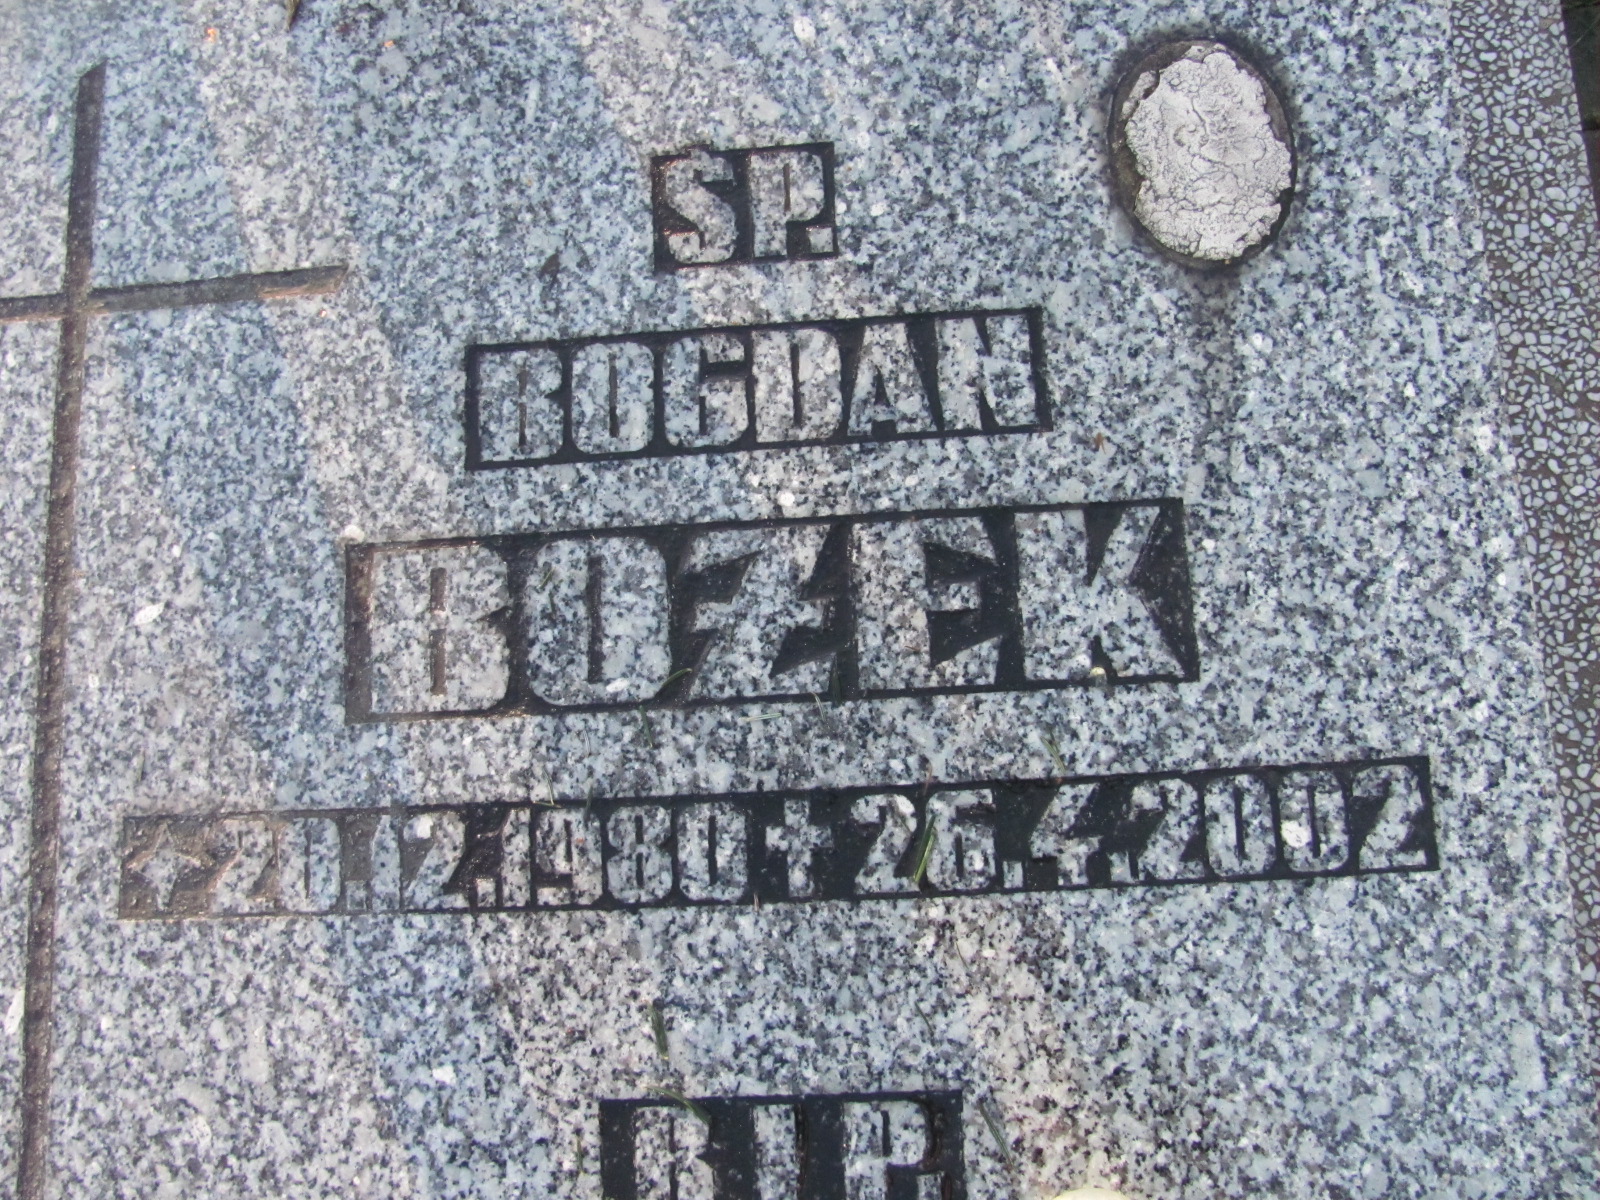 ŚP.
BOGDAN
BOŻEK
☆ 20.12.1980 † 26.4.2002
R.I.P.